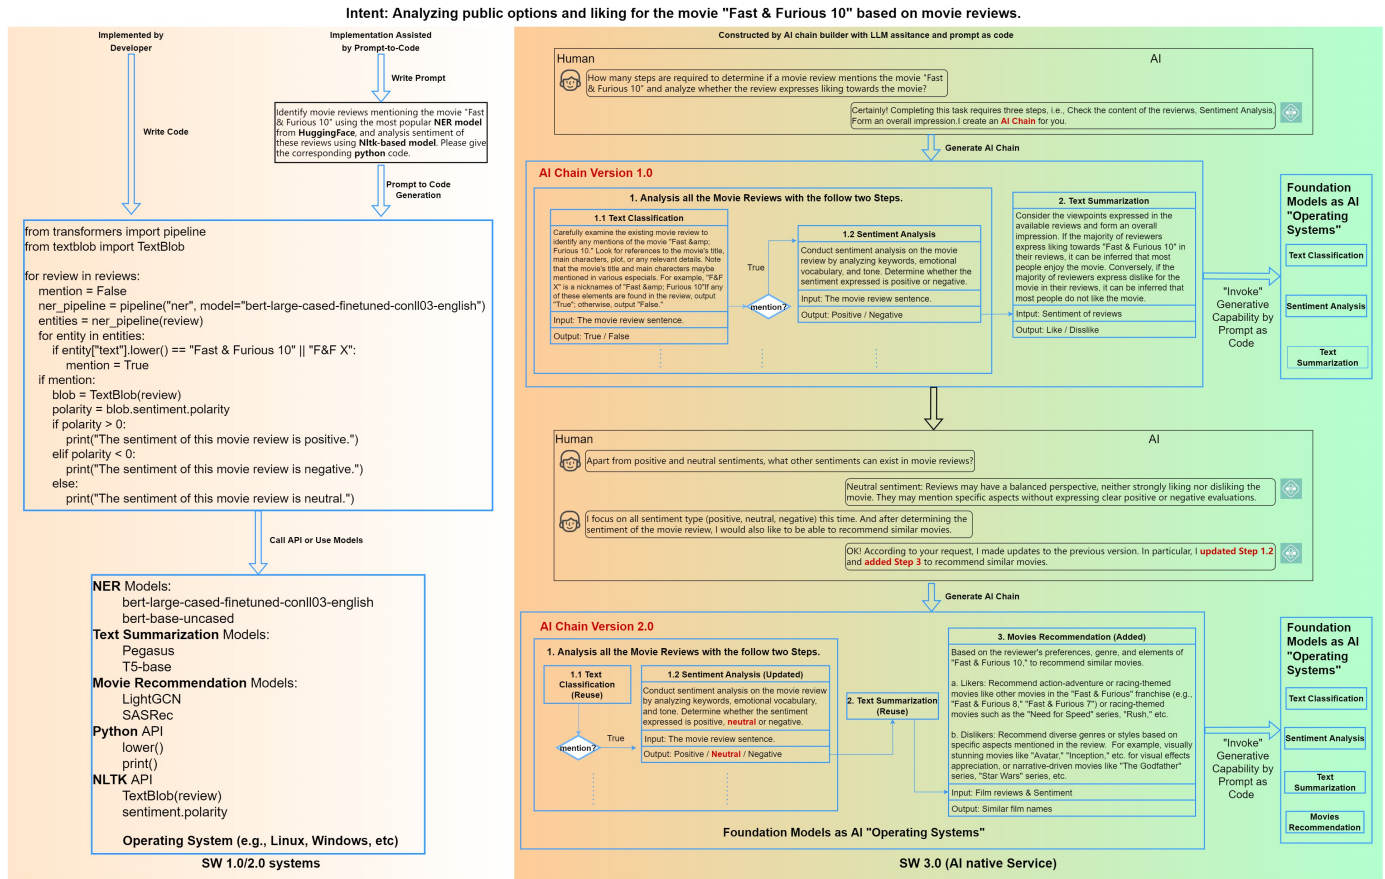 Intent: Analyzing public options and liking for the movie "Fast & Furious 10" based on movie reviews.
Implemented by
Developer
Write Code
Implementation Assisted
by Prompt-to-Code
Write Prompt
Identify movie reviews mentioning the movie "Fast
& Furious 10" using the most popular NER model
from HuggingFace, and analysis sentiment of
these reviews using Nltk-based model. Please give
the corresponding python code.
Prompt to Code
Generation
from transformers import pipeline
from textblob import TextBlob
for review in reviews:
mention = False
ner_pipeline = pipeline("ner", model="bert-large-cased-finetuned-conll03-english")
entities = ner_pipeline(review)
for entity in entities:
if entity["text"].lower() == "Fast & Furious 10" || "F&F X":
mention = True
if mention:
blob = TextBlob(review)
polarity = blob.sentiment.polarity
if polarity > 0:
print("The sentiment of this movie review is positive.")
elif polarity < 0:
print("The sentiment of this movie review is negative.")
else:
print("The sentiment of this movie review is neutral.")
Call API or Use Models
NER Models:
bert-large-cased-finetuned-conll03-english
bert-base-uncased
Text Summarization Models:
Pegasus
T5-base
Movie Recommendation Models:
LightGCN
SASRec
Python API
lower()
print()
NLTK API
TextBlob(review)
sentiment.polarity
Operating System (e.g., Linux, Windows, etc)
SW 1.0/2.0 systems
Constructed by AI chain builder with LLM assitance and prompt as code
Human
AI
How many steps are required to determine if a movie review mentions the movie "Fast
& Furious 10" and analyze whether the review expresses liking towards the movie?
Certainly! Completing this task requires three steps, i.e., Check the content of the reviews, Sentiment Analysis,
Form an overall impression.I create an AI Chain for you.
Generate AI Chain
AI Chain Version 1.0
1. Analysis all the Movie Reviews with the follow two Steps.
1.1 Text Classification
Carefully examine the existing movie review to
identify any mentions of the movie "Fast &amp;
Furious 10." Look for references to the movie's title,
main characters, plot, or any relevant details. Note
that the movie's title and main characters maybe
mentioned in various especials. For example, "F&F
X" is a nicknames of "Fast &amp; Furious 10"If any
of these elements are found in the review, output
"True"; otherwise, output "False."
Input: The movie review sentence.
Output: True / False
True
mention?
1.2 Sentiment Analysis
Conduct sentiment analysis on the movie
review by analyzing keywords, emotional
vocabulary, and tone. Determine whether the
sentiment expressed is positive or negative.
Input: The movie review sentence.
Output: Positive / Negative
2. Text Summarization
Consider the viewpoints expressed in the
available reviews and form an overall
impression. If the majority of reviewers
express liking towards "Fast & Furious 10" in
their reviews, it can be inferred that most
people enjoy the movie. Conversely, if the
majority of reviewers express dislike for the
movie in their reviews, it can be inferred that
most people do not like the movie.
Intput: Sentiment of reviews
Output: Like / Disslike
"Invoke"
Generative
Capability by
Prompt as
Code
Foundation
Models as AI
"Operating
Systems"
Text Classification
Sentiment Analysis
Text
Summarization
Human
AI
Apart from positive and neutral sentiments, what other sentiments can exist in movie reviews?
Neutral sentiment: Reviews may have a balanced perspective, neither strongly liking nor disliking the
movie. They may mention specific aspects without expressing clear positive or negative evaluations.
I focus on all sentiment type (positive, neutral, negative) this time. And after determining the
sentiment of the movie review, I would also like to be able to recommend similar movies.
OK! According to your request, I made updates to the previous version. In particular, I updated Step 1.2
and added Step 3 to recommend similar movies.
Generate AI Chain
AI Chain Version 2.0
1. Analysis all the Movie Reviews with the follow two Steps.
1.1 Text
Classification
(Reuse)
mention?
True
1.2 Sentiment Analysis (Updated)
Conduct sentiment analysis on the movie review
by analyzing keywords, emotional vocabulary,
and tone. Determine whether the sentiment
expressed is positive, neutral or negative.
Input: The movie review sentence.
Output: Positive / Neutral / Negative
2. Text Summarization
(Reuse)
3. Movies Recommendation (Added)
Based on the reviewer's preferences, genre, and elements of
"Fast & Furious 10," to recommend similar movies.
a. Likers: Recommend action-adventure or racing-themed
movies like other movies in the "Fast & Furious" franchise (e.g.,
"Fast & Furious 8," "Fast & Furious 7") or racing-themed
movies such as the "Need for Speed" series, "Rush," etc.
b. Dislikers: Recommend diverse genres or styles based on
specific aspects mentioned in the review. For example, visually
stunning movies like "Avatar," "Inception," etc. for visual effects
appreciation, or narrative-driven movies like "The Godfather"
series, "Star Wars" series, etc.
Input: Film reviews & Sentiment
Output: Similar film names
Foundation Models as AI "Operating Systems"
"Invoke"
Generative
Capability by
Prompt as
Code
Foundation
Models as AI
"Operating
Systems"
Text Classification
Sentiment Analysis
Text
Summarization
Movies
Recommendation
SW 3.0 (AI native Service)